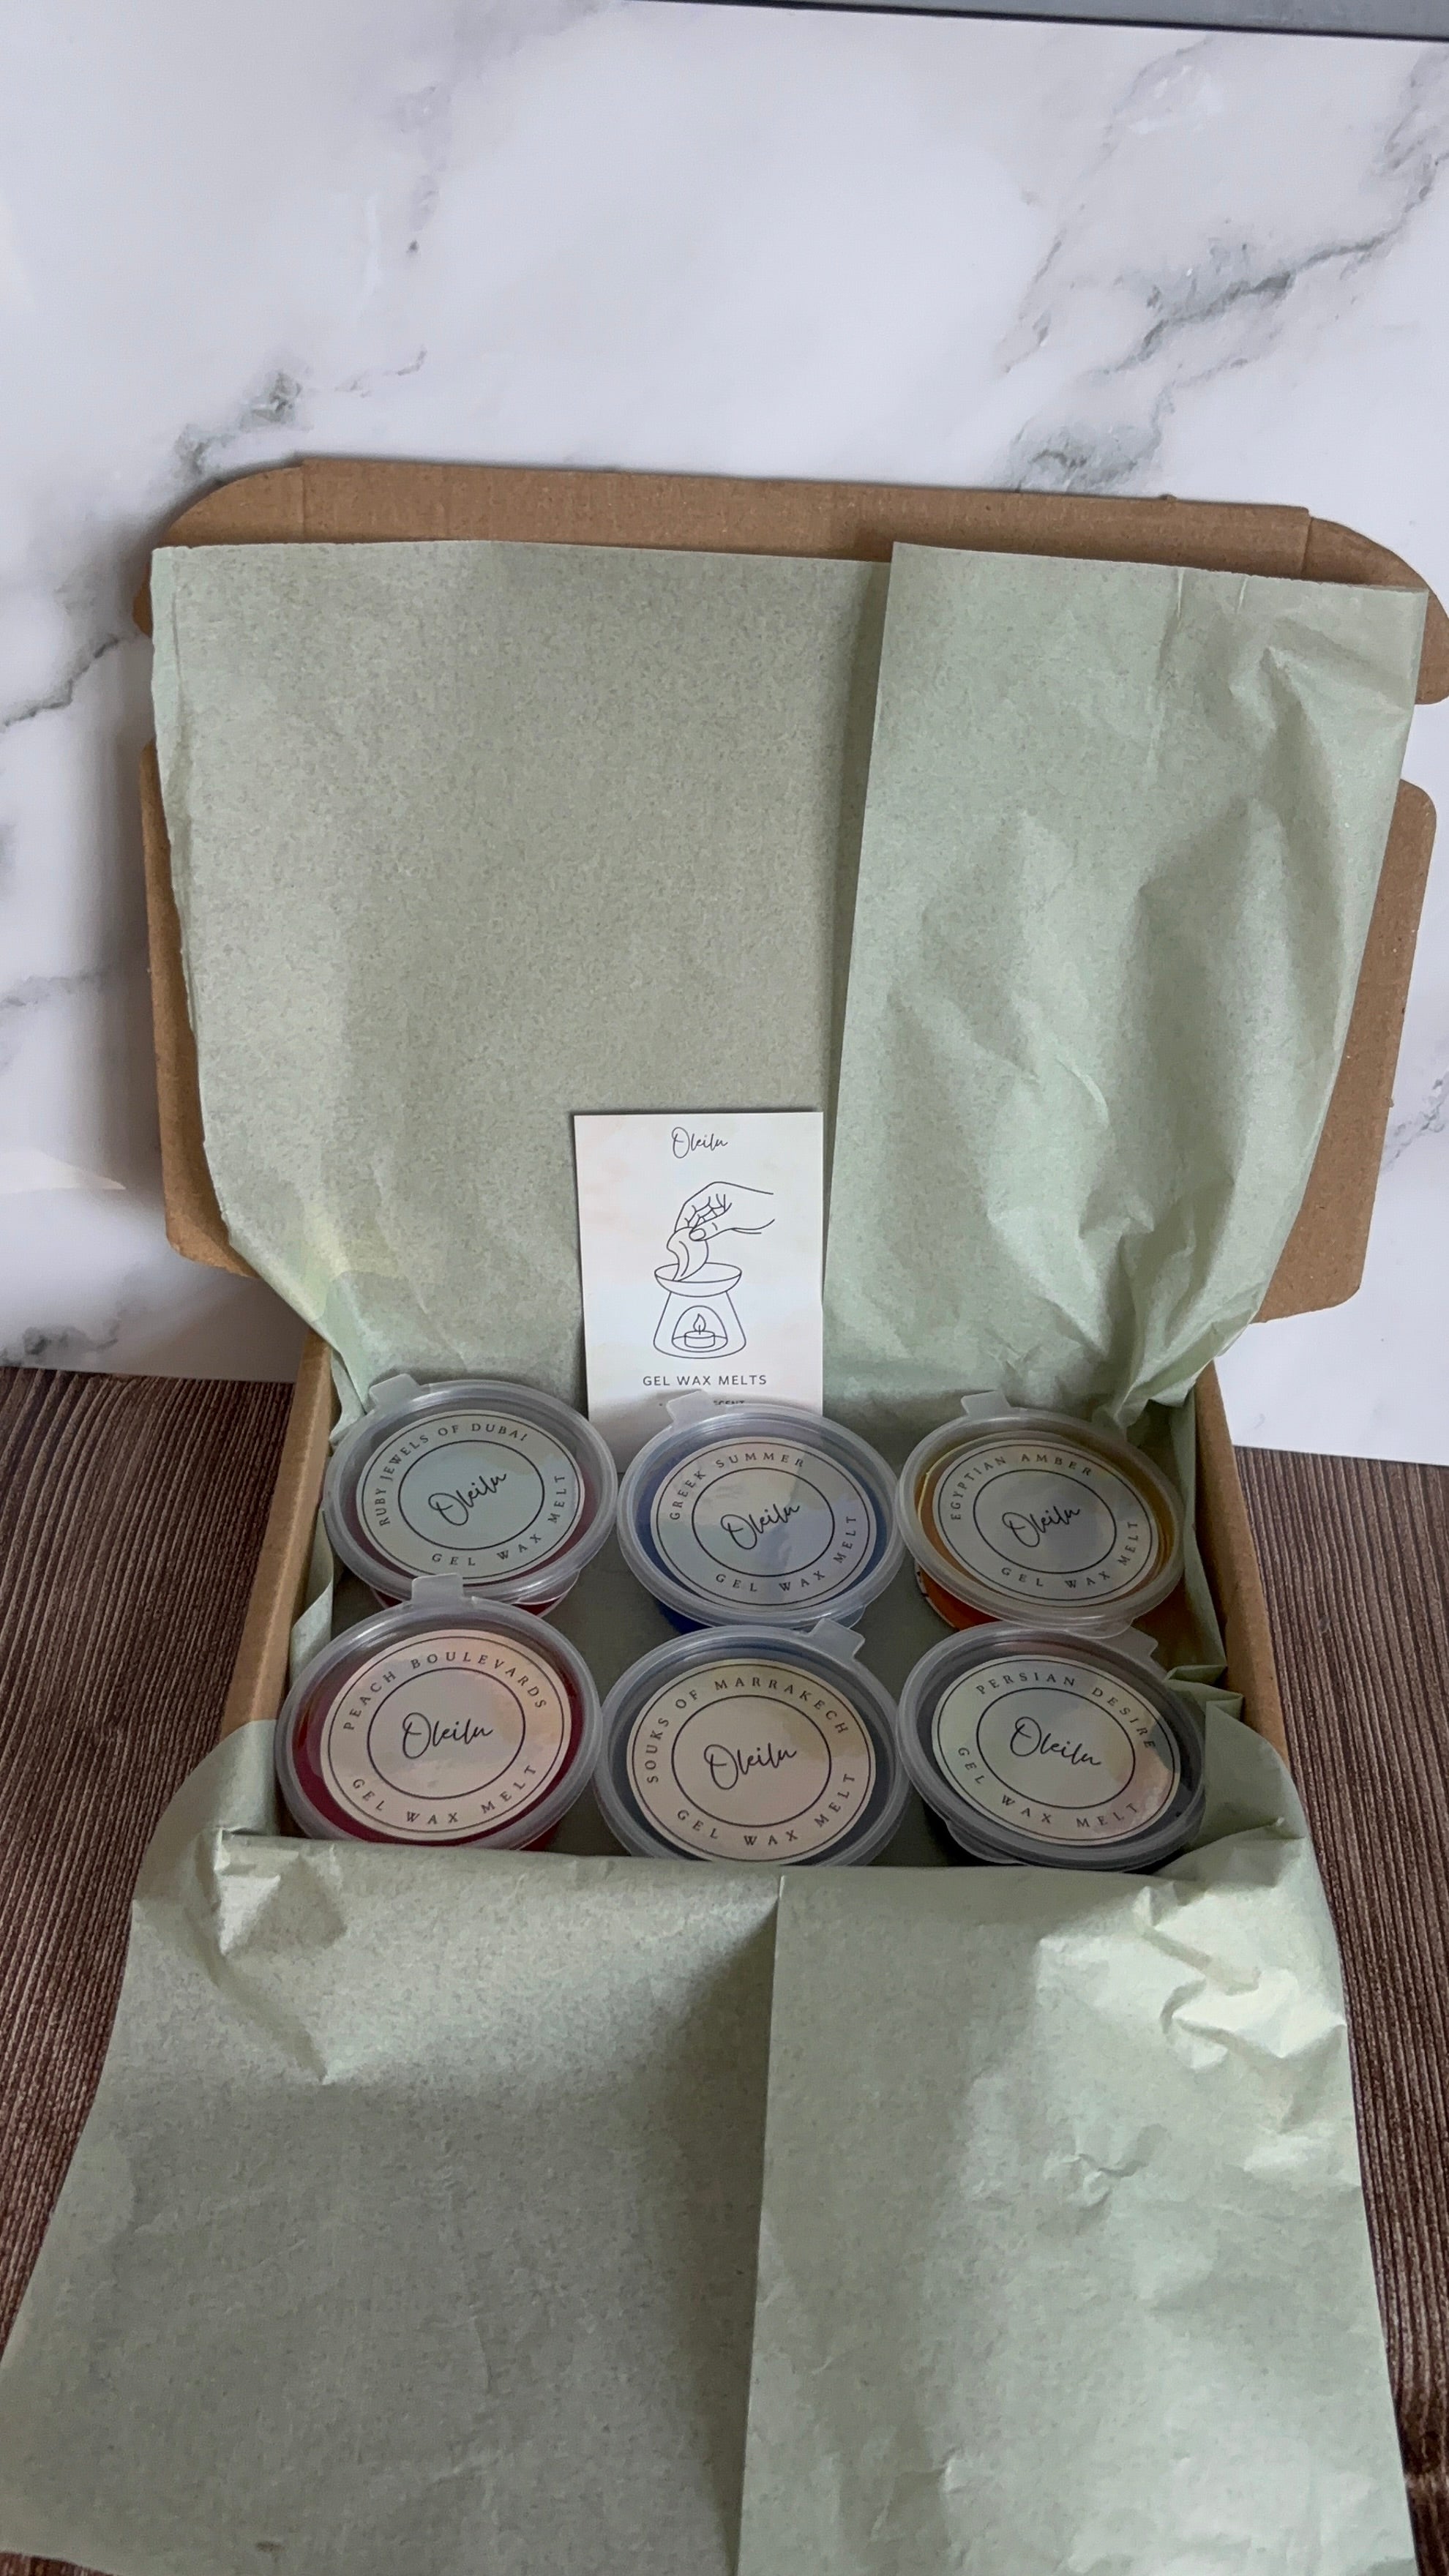 Oleilu
GEL WAX MELTS
SCENT
RUBY JEWELS OF DUBAI
Oleilu
GEL WAX MELT
GREEK SUMMER
Oleilu
GEL WAX MELT
EGYPTIAN AMBER
Oleilu
GEL WAX MELT
PEACH BOULEVARDS
Oleilu
GEL WAX MELT
SOUKS OF MARRAKECH
Oleilu
GEL WAX MELT
PERSIAN DESIRE
Oleilu
GEL WAX MELT